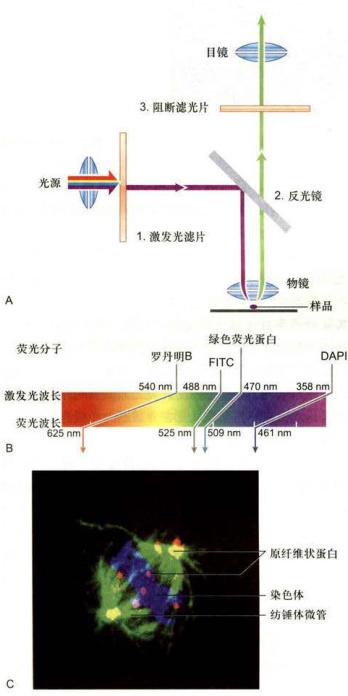 目镜
3. 阻断滤光片
光源
2. 反光镜
1. 激发光滤片
物镜
A
样品
绿色荧光蛋白
荧光分子
罗丹明B
FITC
DAPI
540 nm
488 nm
470 nm
358 nm
激发光波长
荧光波长
625 nm
525 nm
509 nm
461 nm
B
原纤维状蛋白
染色体
纺锤体微管
C